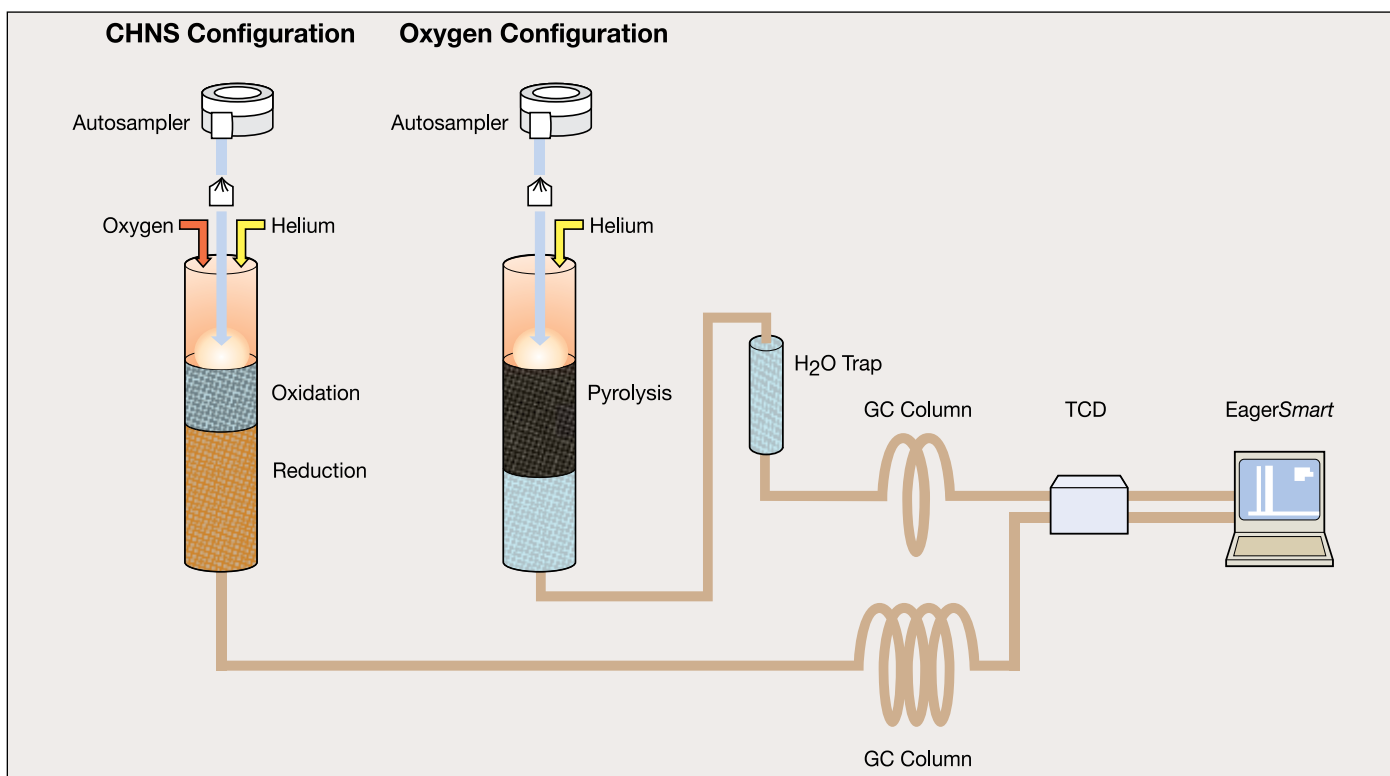 CHNS Configuration
Oxygen Configuration
Autosampler
Autosampler
Oxygen
Helium
Helium
H₂O Trap
Oxidation
Pyrolysis
GC Column
TCD
EagerSmart
Reduction
GC Column